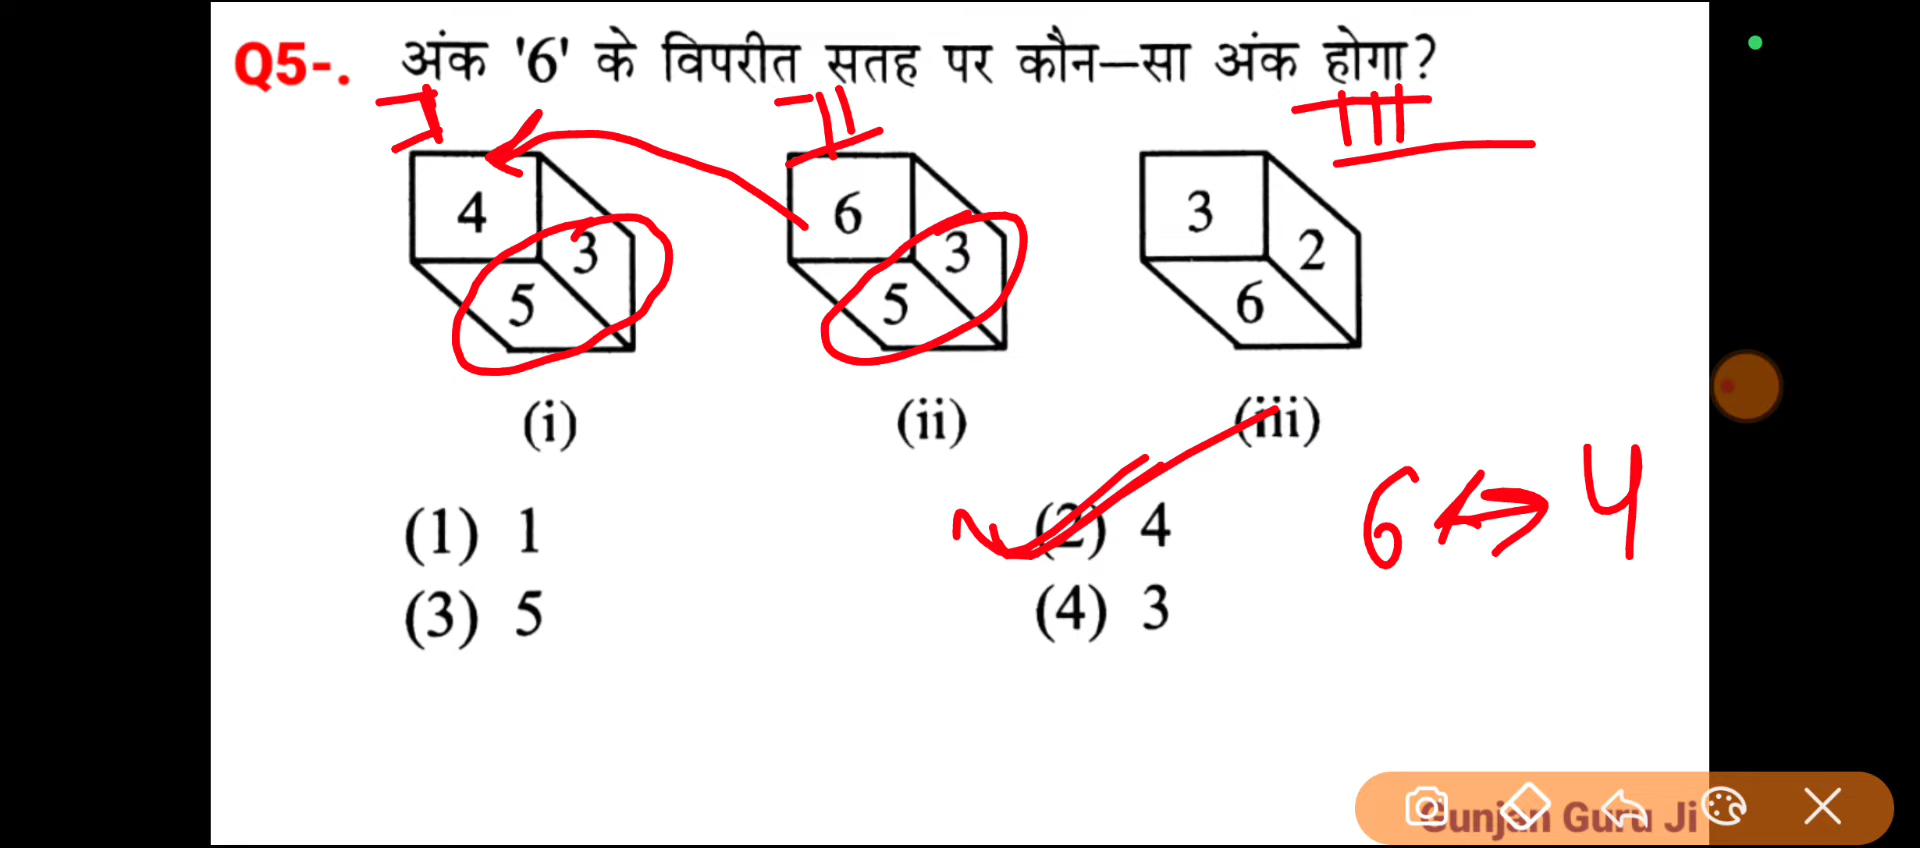 Q5-. अंक '6' के विपरीत सतह पर कौन–सा अंक होगा?
I II III
4 3 5
6 3 5
3 2 6
(i) (ii) (iii)
(1) 1 (2) 4
(3) 5 (4) 3
6 ↔ 4
Gunjan Guru Ji